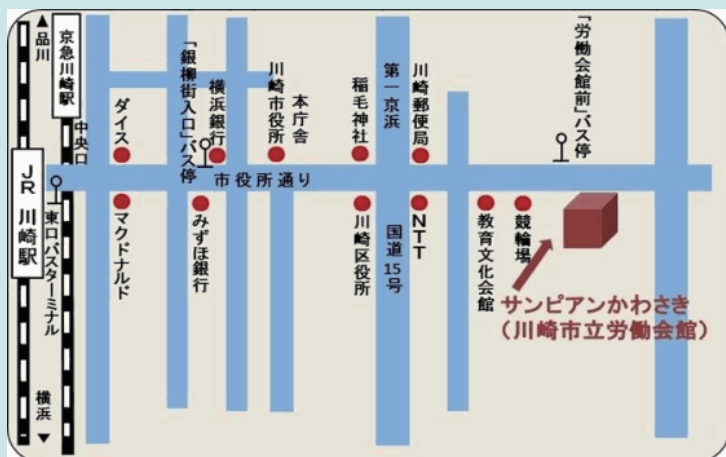 ▲品川
京急川崎駅
中央口
JR 川崎駅
東口バスターミナル
横浜▼
ダイス
マクドナルド
「銀柳街入口」バス停
横浜銀行
みずほ銀行
川崎市役所
本庁舎
市役所通り
稲毛神社
川崎区役所
第一京浜
国道15号
川崎郵便局
NTT
教育文化会館
競輪場
「労働会館前」バス停
サンピアンかわさき
(川崎市立労働会館)